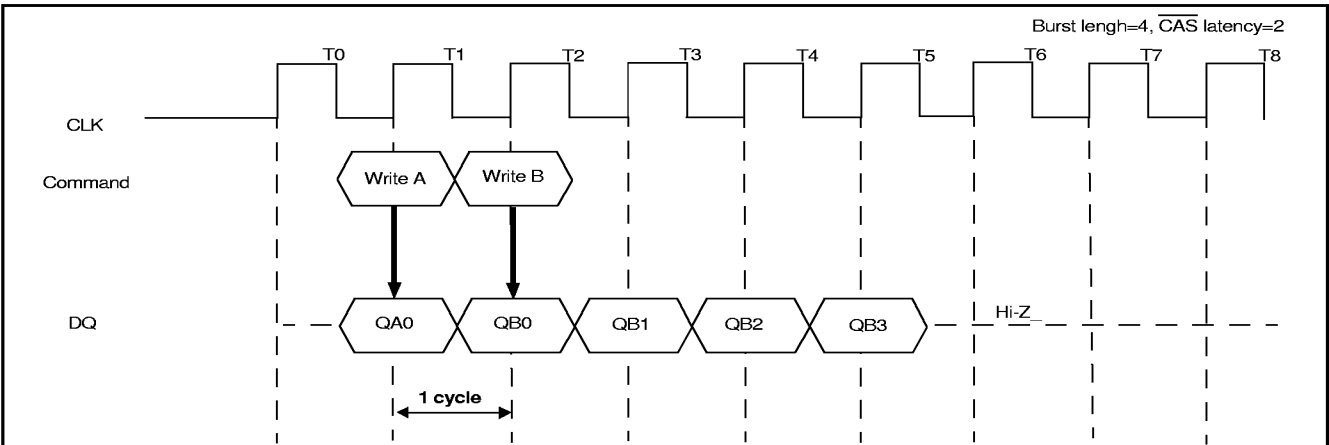 Burst lengh=4, CAS latency=2
T0 T1 T2 T3 T4 T5 T6 T7 T8
CLK
Command Write A Write B
DQ QA0 QB0 QB1 QB2 QB3 Hi-Z_
1 cycle